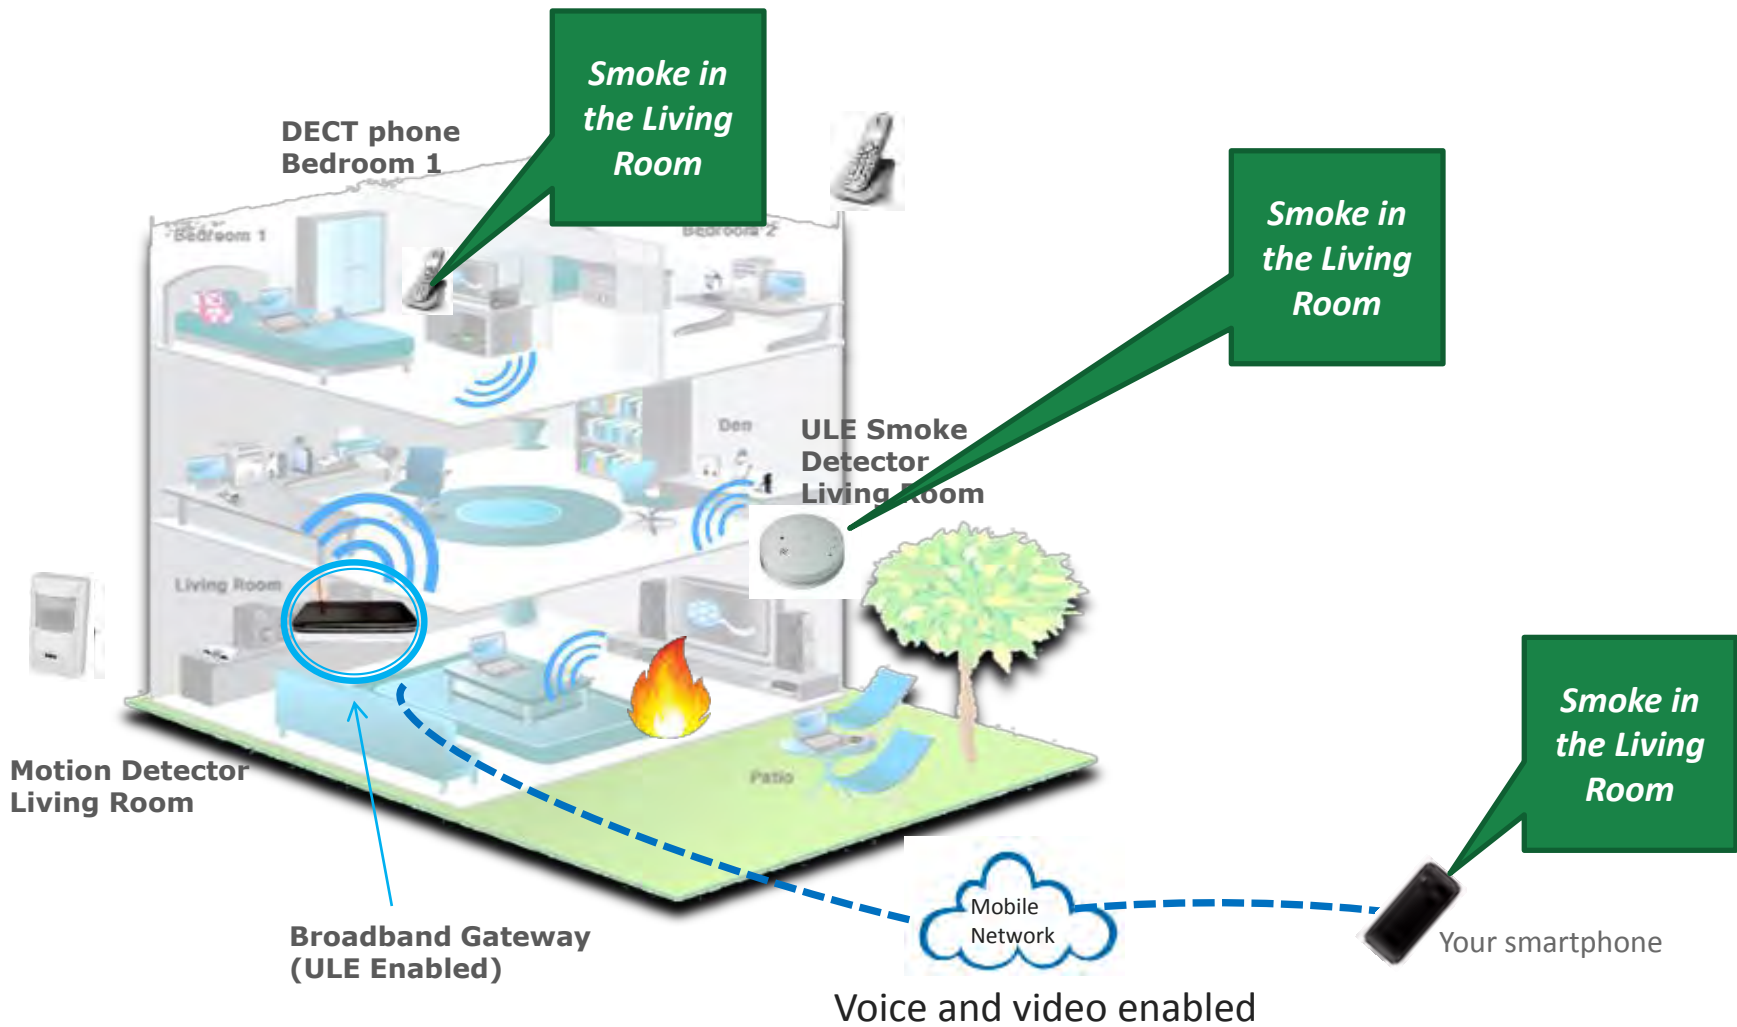 Smoke in
the Living
Room
DECT phone
Bedroom 1
Bedroom 1
Bedroom 2
Smoke in
the Living
Room
Den
ULE Smoke
Detector
Living Room
Living Room
Smoke in
the Living
Room
Motion Detector
Living Room
Patio
Mobile
Network
Broadband Gateway
(ULE Enabled)
Your smartphone
Voice and video enabled